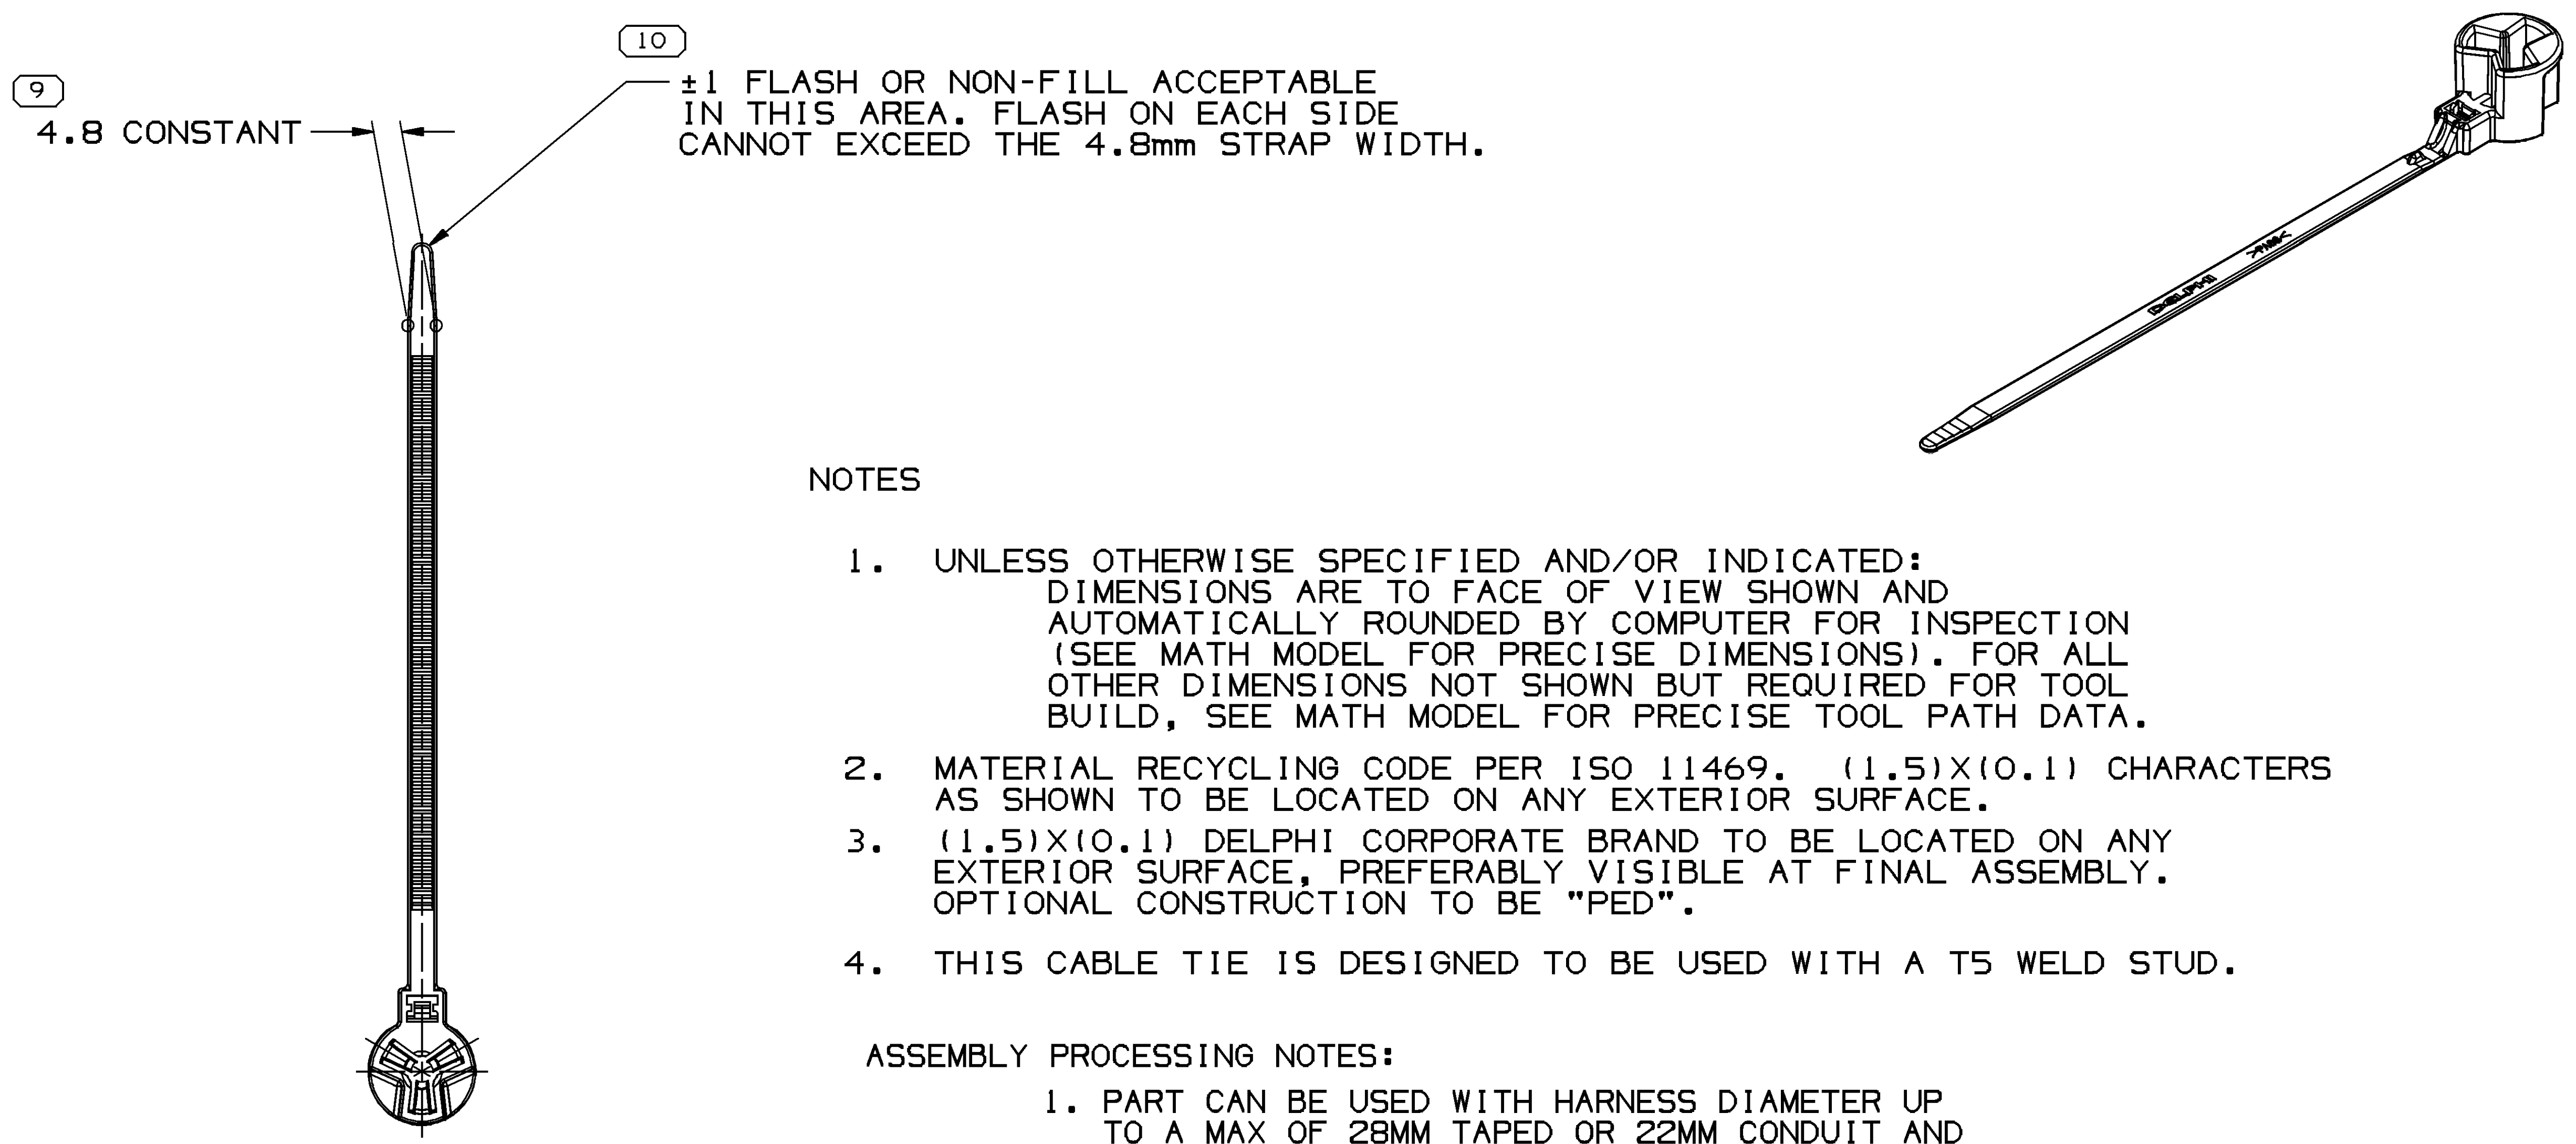 10
±1 FLASH OR NON-FILL ACCEPTABLE
IN THIS AREA. FLASH ON EACH SIDE
CANNOT EXCEED THE 4.8mm STRAP WIDTH.
9
4.8 CONSTANT
DELPHI
NOTES
1. UNLESS OTHERWISE SPECIFIED AND/OR INDICATED:
DIMENSIONS ARE TO FACE OF VIEW SHOWN AND
AUTOMATICALLY ROUNDED BY COMPUTER FOR INSPECTION
(SEE MATH MODEL FOR PRECISE DIMENSIONS). FOR ALL
OTHER DIMENSIONS NOT SHOWN BUT REQUIRED FOR TOOL
BUILD, SEE MATH MODEL FOR PRECISE TOOL PATH DATA.
2. MATERIAL RECYCLING CODE PER ISO 11469. (1.5)X(0.1) CHARACTERS
AS SHOWN TO BE LOCATED ON ANY EXTERIOR SURFACE.
3. (1.5)X(0.1) DELPHI CORPORATE BRAND TO BE LOCATED ON ANY
EXTERIOR SURFACE, PREFERABLY VISIBLE AT FINAL ASSEMBLY.
OPTIONAL CONSTRUCTION TO BE "PED".
4. THIS CABLE TIE IS DESIGNED TO BE USED WITH A T5 WELD STUD.
ASSEMBLY PROCESSING NOTES:
1. PART CAN BE USED WITH HARNESS DIAMETER UP
TO A MAX OF 28MM TAPED OR 22MM CONDUIT AND